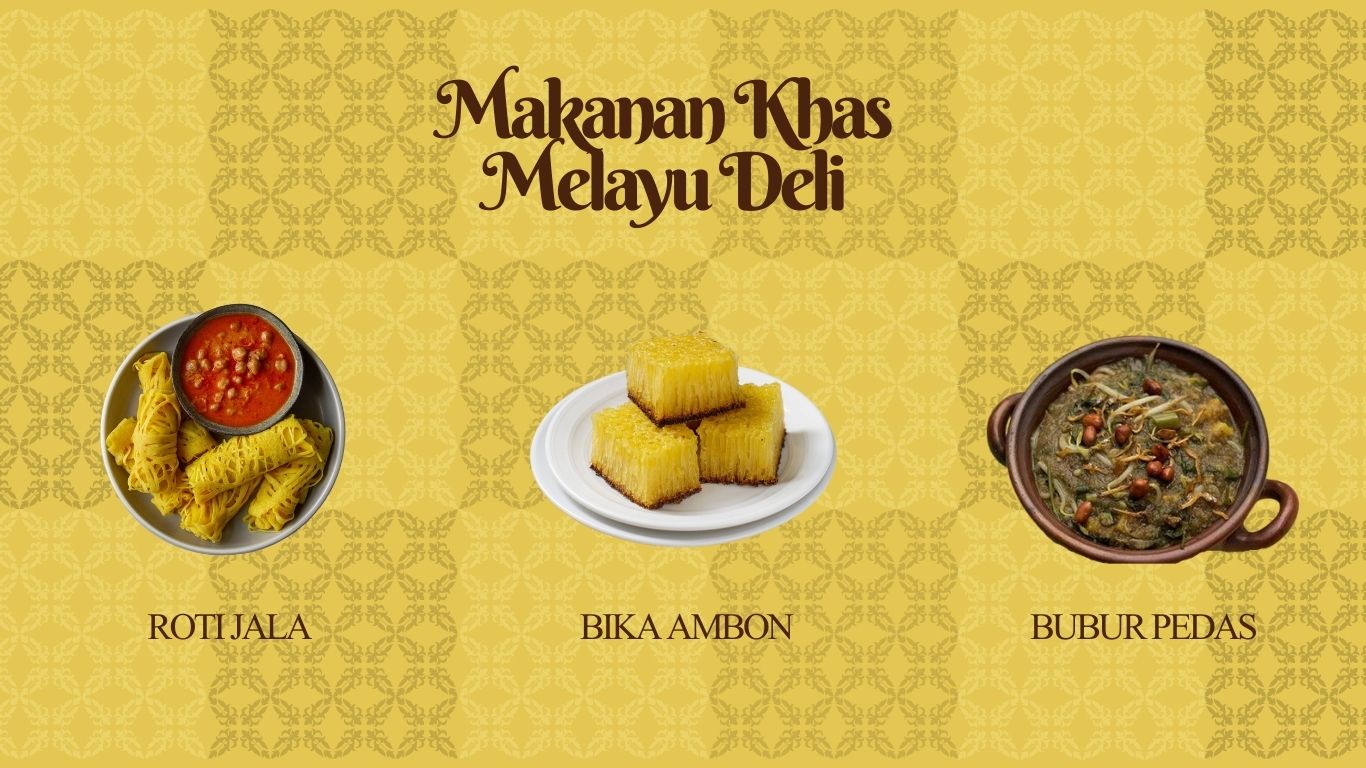 Makanan Khas
Melayu Deli
ROTI JALA
BIKA AMBON
BUBUR PEDAS